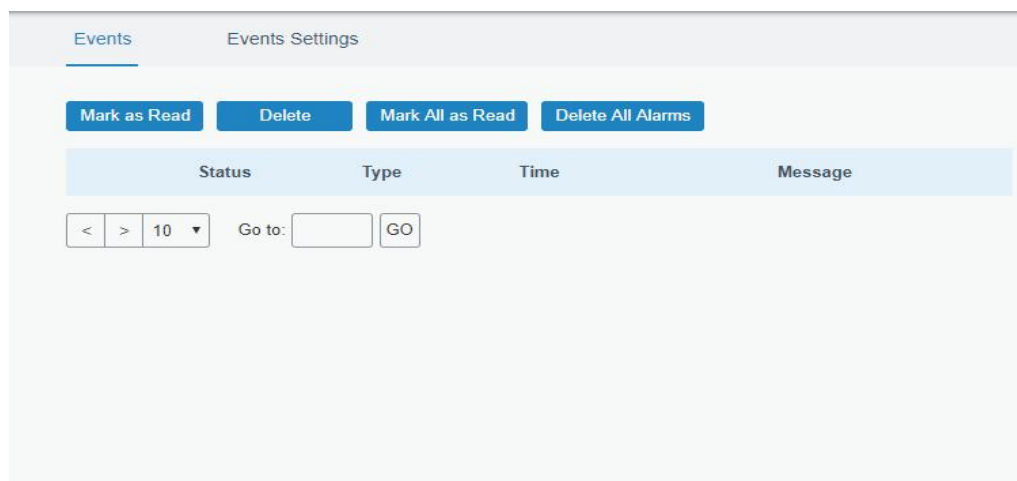 Events Events Settings
Mark as Read Delete Mark All as Read Delete All Alarms
Status Type Time Message
< > 10 ▼ Go to: GO